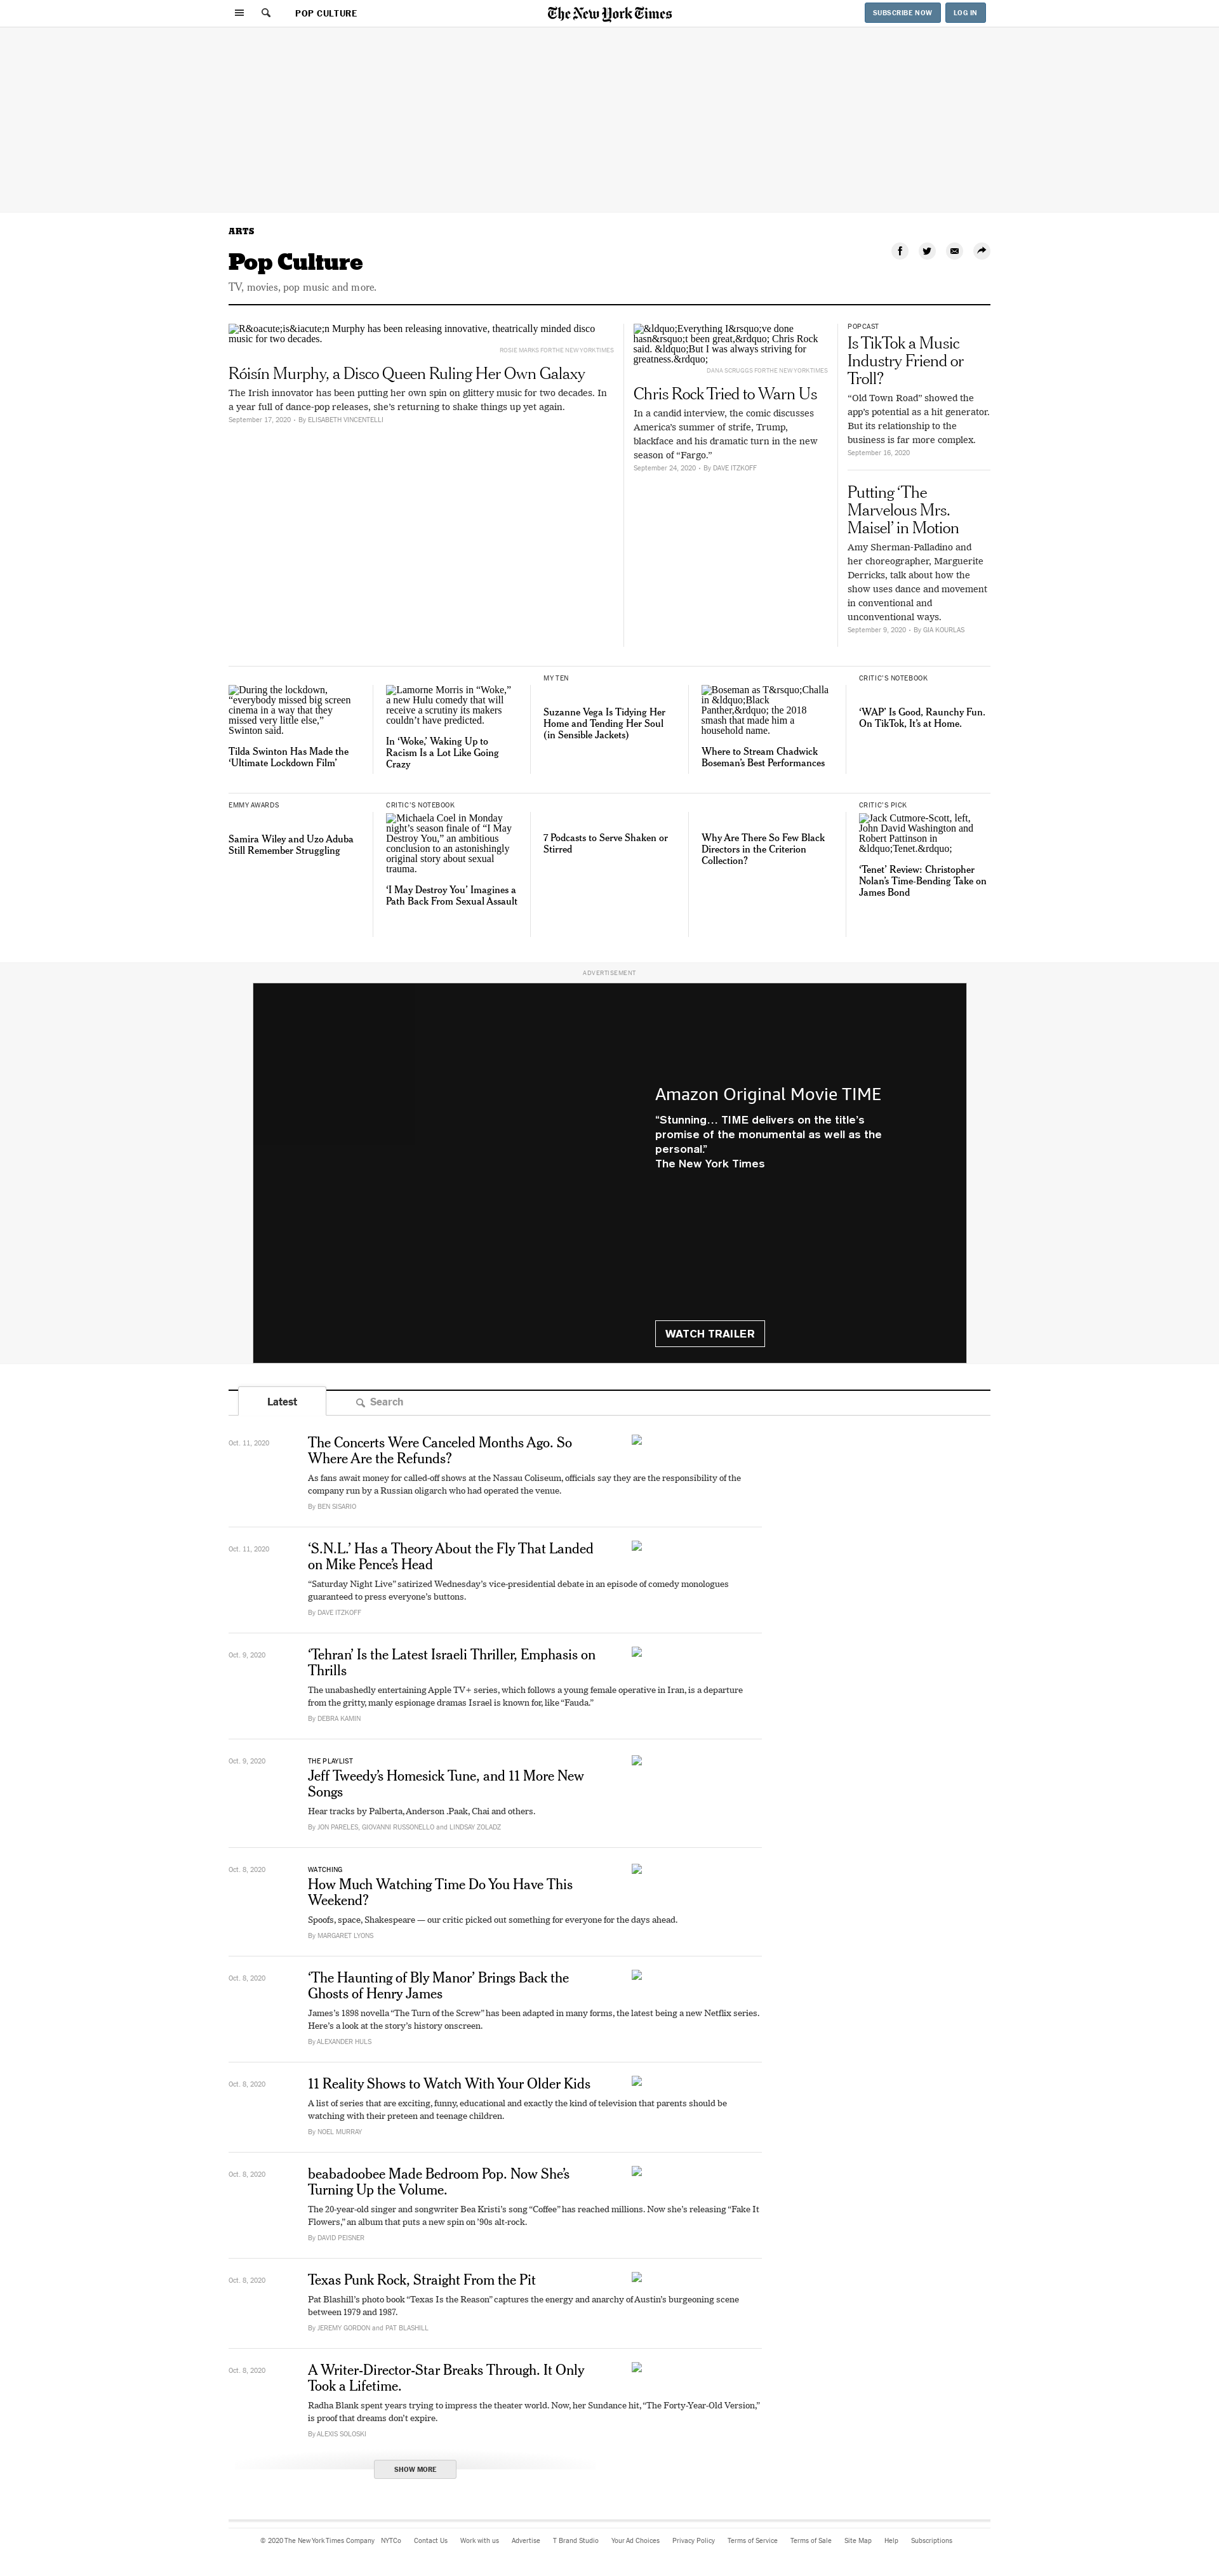 POP CULTURE
The New York Times
SUBSCRIBE NOW
LOG IN
ARTS
Pop Culture
TV, movies, pop music and more.
R&oacute;is&iacute;n Murphy has been releasing innovative, theatrically minded disco
music for two decades.
ROSIE MARKS FOR THE NEW YORK TIMES
Róisín Murphy, a Disco Queen Ruling Her Own Galaxy
The Irish innovator has been putting her own spin on glittery music for two decades. In
a year full of dance-pop releases, she’s returning to shake things up yet again.
September 17, 2020 - By ELISABETH VINCENTELLI
&ldquo;Everything I&rsquo;ve done
hasn&rsquo;t been great,&rdquo; Chris Rock
said. &ldquo;But I was always striving for
greatness.&rdquo;
DANA SCRUGGS FOR THE NEW YORK TIMES
Chris Rock Tried to Warn Us
In a candid interview, the comic discusses
America’s summer of strife, Trump,
blackface and his dramatic turn in the new
season of “Fargo.”
September 24, 2020 - By DAVE ITZKOFF
POPCAST
Is TikTok a Music
Industry Friend or
Troll?
“Old Town Road” showed the
app’s potential as a hit generator.
But its relationship to the
business is far more complex.
September 16, 2020
Putting ‘The
Marvelous Mrs.
Maisel’ in Motion
Amy Sherman-Palladino and
her choreographer, Marguerite
Derricks, talk about how the
show uses dance and movement
in conventional and
unconventional ways.
September 9, 2020 - By GIA KOURLAS
During the lockdown,
“everybody missed big screen
cinema in a way that they
missed very little else,”
Swinton said.
Tilda Swinton Has Made the
‘Ultimate Lockdown Film’
Lamorne Morris in “Woke,”
a new Hulu comedy that will
receive a scrutiny its makers
couldn’t have predicted.
In ‘Woke,’ Waking Up to
Racism Is a Lot Like Going
Crazy
MY TEN
Suzanne Vega Is Tidying Her
Home and Tending Her Soul
(in Sensible Jackets)
Boseman as T&rsquo;Challa
in &ldquo;Black
Panther,&rdquo; the 2018
smash that made him a
household name.
Where to Stream Chadwick
Boseman’s Best Performances
CRITIC’S NOTEBOOK
‘WAP’ Is Good, Raunchy Fun.
On TikTok, It’s at Home.
EMMY AWARDS
Samira Wiley and Uzo Aduba
Still Remember Struggling
CRITIC’S NOTEBOOK
Michaela Coel in Monday
night’s season finale of “I May
Destroy You,” an ambitious
conclusion to an astonishingly
original story about sexual
trauma.
‘I May Destroy You’ Imagines a
Path Back From Sexual Assault
7 Podcasts to Serve Shaken or
Stirred
Why Are There So Few Black
Directors in the Criterion
Collection?
CRITIC’S PICK
Jack Cutmore-Scott, left,
John David Washington and
Robert Pattinson in
&ldquo;Tenet.&rdquo;
‘Tenet’ Review: Christopher
Nolan’s Time-Bending Take on
James Bond
ADVERTISEMENT
Amazon Original Movie TIME
“Stunning… TIME delivers on the title’s
promise of the monumental as well as the
personal.”
The New York Times
WATCH TRAILER
Latest
Search
Oct. 11, 2020
The Concerts Were Canceled Months Ago. So
Where Are the Refunds?
As fans await money for called-off shows at the Nassau Coliseum, officials say they are the responsibility of the
company run by a Russian oligarch who had operated the venue.
By BEN SISARIO
Oct. 11, 2020
‘S.N.L.’ Has a Theory About the Fly That Landed
on Mike Pence’s Head
“Saturday Night Live” satirized Wednesday’s vice-presidential debate in an episode of comedy monologues
guaranteed to press everyone’s buttons.
By DAVE ITZKOFF
Oct. 9, 2020
‘Tehran’ Is the Latest Israeli Thriller, Emphasis on
Thrills
The unabashedly entertaining Apple TV+ series, which follows a young female operative in Iran, is a departure
from the gritty, manly espionage dramas Israel is known for, like “Fauda.”
By DEBRA KAMIN
Oct. 9, 2020
THE PLAYLIST
Jeff Tweedy’s Homesick Tune, and 11 More New
Songs
Hear tracks by Palberta, Anderson .Paak, Chai and others.
By JON PARELES, GIOVANNI RUSSONELLO and LINDSAY ZOLADZ
Oct. 8, 2020
WATCHING
How Much Watching Time Do You Have This
Weekend?
Spoofs, space, Shakespeare — our critic picked out something for everyone for the days ahead.
By MARGARET LYONS
Oct. 8, 2020
‘The Haunting of Bly Manor’ Brings Back the
Ghosts of Henry James
James’s 1898 novella “The Turn of the Screw” has been adapted in many forms, the latest being a new Netflix series.
Here’s a look at the story’s history onscreen.
By ALEXANDER HULS
Oct. 8, 2020
11 Reality Shows to Watch With Your Older Kids
A list of series that are exciting, funny, educational and exactly the kind of television that parents should be
watching with their preteen and teenage children.
By NOEL MURRAY
Oct. 8, 2020
beabadoobee Made Bedroom Pop. Now She’s
Turning Up the Volume.
The 20-year-old singer and songwriter Bea Kristi’s song “Coffee” has reached millions. Now she’s releasing “Fake It
Flowers,” an album that puts a new spin on ’90s alt-rock.
By DAVID PEISNER
Oct. 8, 2020
Texas Punk Rock, Straight From the Pit
Pat Blashill’s photo book “Texas Is the Reason” captures the energy and anarchy of Austin’s burgeoning scene
between 1979 and 1987.
By JEREMY GORDON and PAT BLASHILL
Oct. 8, 2020
A Writer-Director-Star Breaks Through. It Only
Took a Lifetime.
Radha Blank spent years trying to impress the theater world. Now, her Sundance hit, “The Forty-Year-Old Version,”
is proof that dreams don’t expire.
By ALEXIS SOLOSKI
SHOW MORE
© 2020 The New York Times Company NYTCo Contact Us Work with us Advertise T Brand Studio Your Ad Choices Privacy Policy Terms of Service Terms of Sale Site Map Help Subscriptions